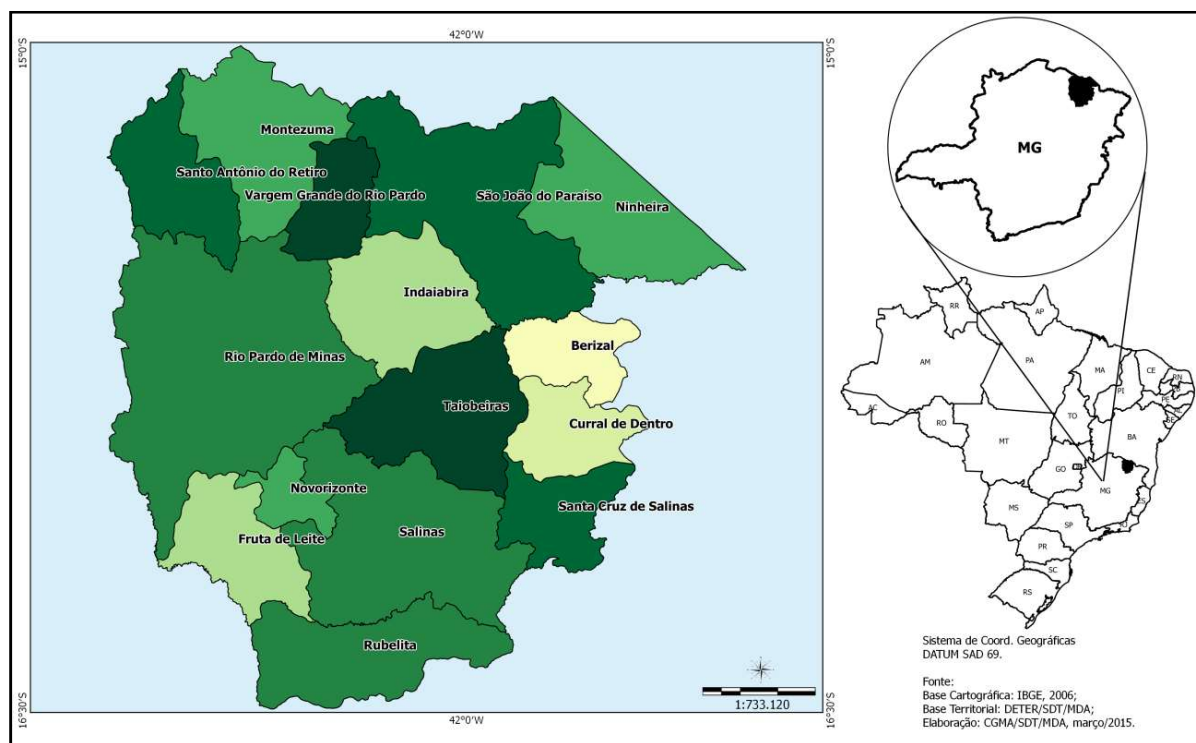 42°0'W
15°0'S
15°0'S
Montezuma
Santo Antônio do Retiro
Vargem Grande do Rio Pardo
São João do Paraíso
Ninheira
Indaiabira
Rio Pardo de Minas
Berizal
Taiobeiras
Curral de Dentro
Novorizonte
Santa Cruz de Salinas
Salinas
Fruta de Leite
Rubelita
1:733.120
16°30'S
16°30'S
42°0'W
MG
RR
AP
AM
PA
MA
CE
RN
PI
PE
AL
SE
AC
RO
TO
MT
BA
GO
MG
ES
MS
SP
RJ
PR
SC
RS
Sistema de Coord. Geográficas
DATUM SAD 69.
Fonte:
Base Cartográfica: IBGE, 2006;
Base Territorial: DETER/SDT/MDA;
Elaboração: CGMA/SDT/MDA, março/2015.